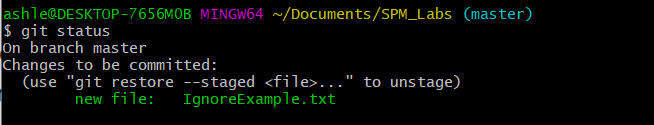 ashle@DESKTOP-7656M0B MINGW64 ~/Documents/SPM_Labs (master)
$ git status
On branch master
Changes to be committed:
  (use "git restore --staged <file>..." to unstage)
        new file:   IgnoreExample.txt